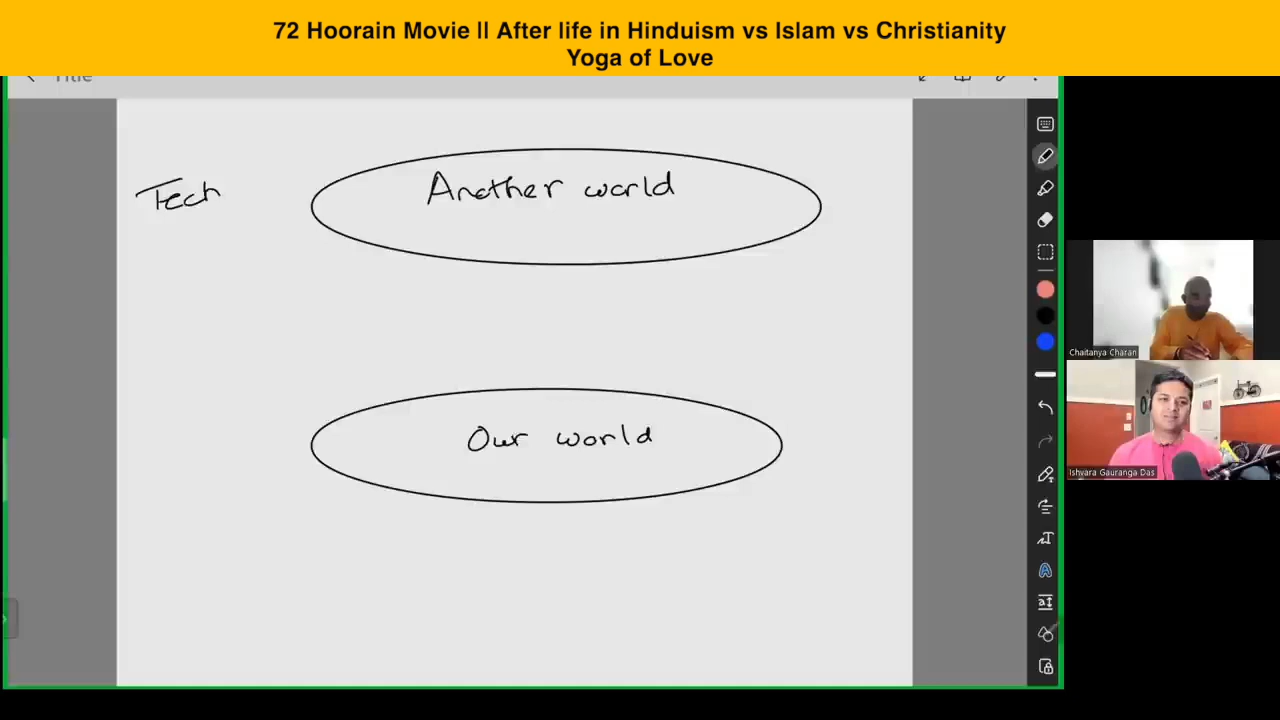 72 Hoorain Movie || After life in Hinduism vs Islam vs Christianity
Yoga of Love
Title
Tech
Another world
Our world
Chaitanya Charan
Ishvara Gauranga Das